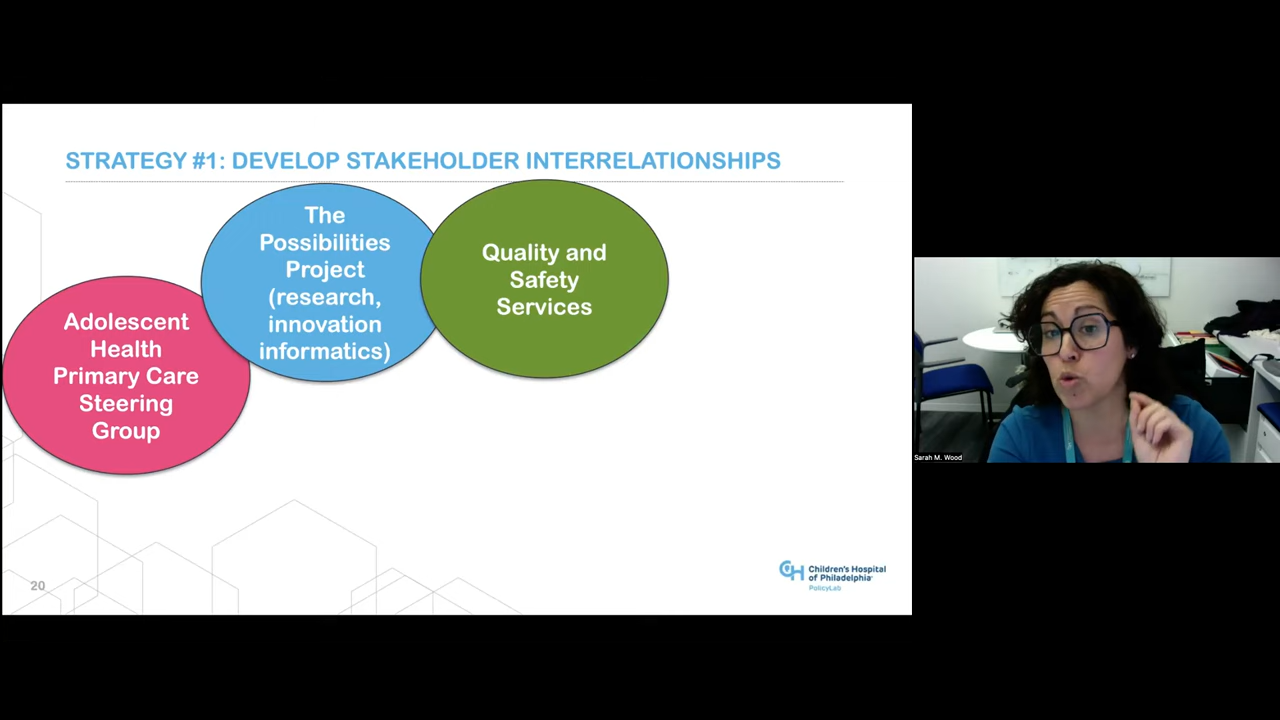 STRATEGY #1: DEVELOP STAKEHOLDER INTERRELATIONSHIPS
The
Possibilities
Project
(research,
innovation
informatics)
Quality and
Safety
Services
Adolescent
Health
Primary Care
Steering
Group
Sarah M. Wood
20
CH Children's Hospital
of Philadelphia
PolicyLab